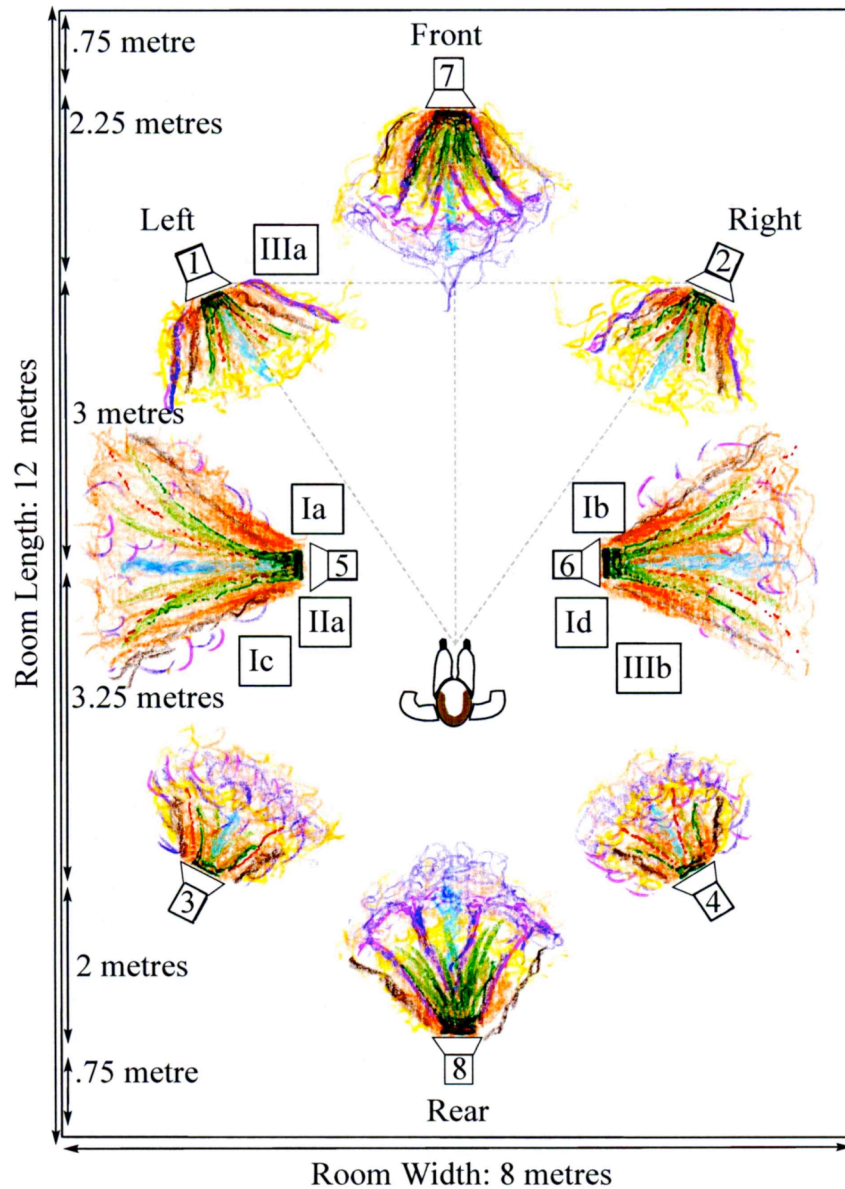 .75 metre
Front
7
2.25 metres
Left
Right
IIIa
1
2
3 metres
Room Length: 12 metres
Ia
Ib
5
6
IIa
Id
Ic
IIIb
3.25 metres
3
4
2 metres
.75 metre
8
Rear
Room Width: 8 metres